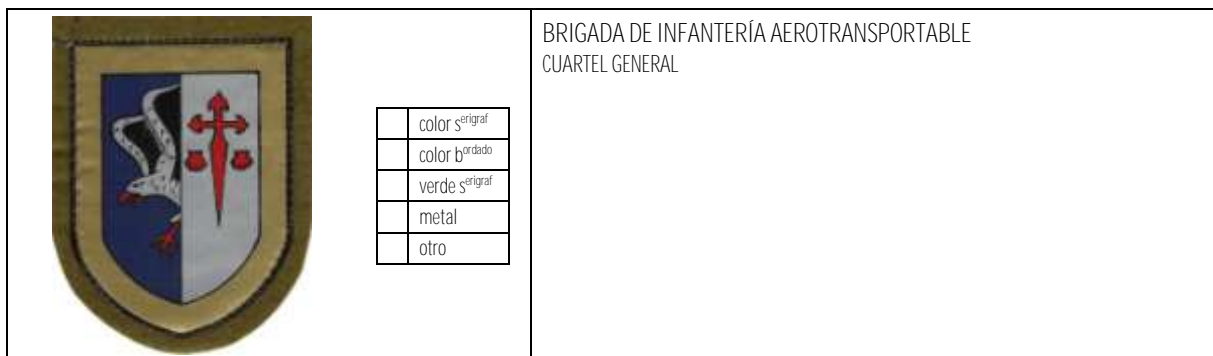 color serigraf
color bordado
verde serigraf
metal
otro
BRIGADA DE INFANTERÍA AEROTRANSPORTABLE
CUARTEL GENERAL